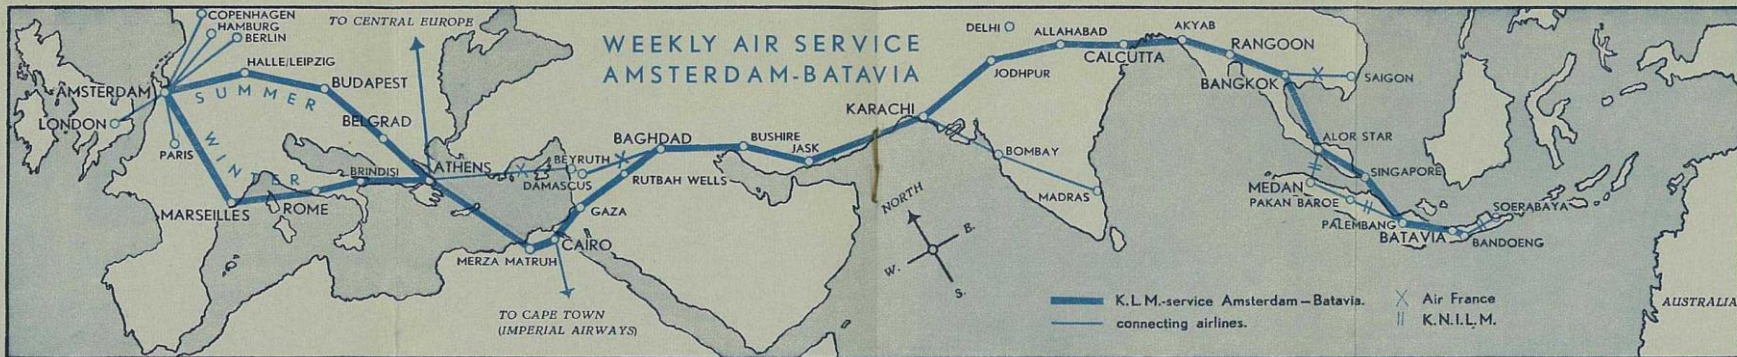 COPENHAGEN
HAMBURG
BERLIN
TO CENTRAL EUROPE
WEEKLY AIR SERVICE
AMSTERDAM-BATAVIA
HALLE/LEIPZIG
AMSTERDAM
SUMMER
BUDAPEST
LONDON
BELGRAD
PARIS
WINTER
MARSEILLES
ROME
BRINDISI
ATHENS
BEYRUTH
DAMASCUS
BAGHDAD
RUTBAH WELLS
GAZA
CAIRO
MERZA MATRUH
TO CAPE TOWN
(IMPERIAL AIRWAYS)
BUSHIRE
JASK
KARACHI
DELHI
JODHPUR
ALLAHABAD
CALCUTTA
AKYAB
RANGOON
BANGKOK
SAIGON
BOMBAY
MADRAS
ALOR STAR
SINGAPORE
MEDAN
PAKAN BAROE
PALEMBANG
BATAVIA
SOERABAYA
BANDOENG
NORTH
E.
W.
S.
K.L.M.-service Amsterdam–Batavia.
connecting airlines.
X Air France
|| K.N.I.L.M.
AUSTRALIA